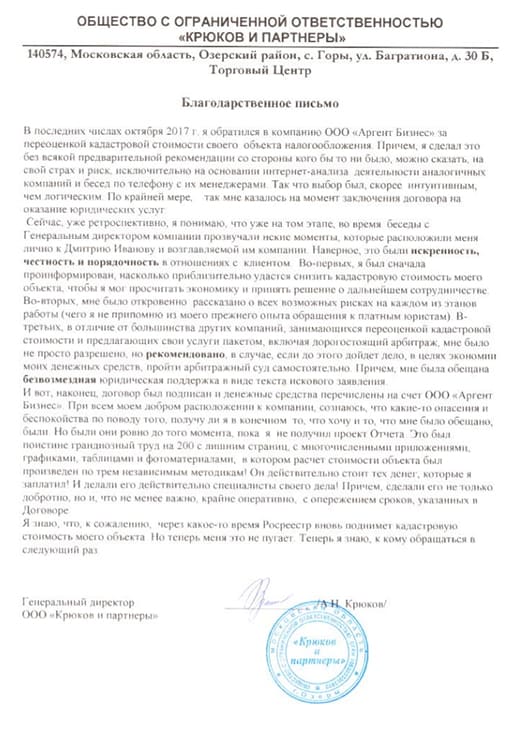 ОБЩЕСТВО С ОГРАНИЧЕННОЙ ОТВЕТСТВЕННОСТЬЮ
«КРЮКОВ И ПАРТНЕРЫ»
140574, Московская область, Озерский район, с. Горы, ул. Багратиона, д. 30 Б,
Торговый Центр
Благодарственное письмо
В последних числах октября 2017 г. я обратился в компанию ООО «Аргент Бизнес» за
переоценкой кадастровой стоимости своего объекта налогообложения. Причем, я сделал это
без всякой предварительной рекомендации со стороны кого бы то ни было, можно сказать, на
свой страх и риск, исключительно на основании интернет-анализа деятельности аналогичных
компаний и бесед по телефону с их менеджерами. Так что выбор был, скорее интуитивным,
чем логическим. По крайней мере, так мне казалось на момент заключения договора на
оказание юридических услуг.
Сейчас, уже ретроспективно, я понимаю, что уже на том этапе, во время беседы с
Генеральным директором компании прозвучали некие моменты, которые расположили меня
лично к Дмитрию Иванову и возглавляемой им компании. Наверное, это были искренность,
честность и порядочность в отношениях с клиентом. Во-первых, я был сначала
проинформирован, насколько приблизительно удастся снизить кадастровую стоимость моего
объекта, чтобы я мог просчитать экономику и принять решение о дальнейшем сотрудничестве.
Во-вторых, мне было откровенно рассказано о всех возможных рисках на каждом из этапов
работы (чего я не припомню из моего прежнего опыта обращения к платным юристам). В-
третьих, в отличие от большинства других компаний, занимающихся переоценкой кадастровой
стоимости и предлагающих свои услуги пакетом, включая дорогостоящий арбитраж, мне было
не просто разрешено, но рекомендовано, в случае, если до этого дойдет дело, в целях экономии
моих денежных средств, пройти арбитражный суд самостоятельно. Причем, мне была обещана
безвозмездная юридическая поддержка в виде текста искового заявления.
И вот, наконец, договор был подписан и денежные средства перечислены на счет ООО «Аргент
Бизнес». При всем моем добром расположении к компании, сознаюсь, что какие-то опасения и
беспокойства по поводу того, получу ли я в конечном то, что хочу и то, что мне было обещано,
были. Но были они ровно до того момента, пока я не получил проект Отчета. Это был
поистине грандиозный труд на 200 с лишним страниц, с многочисленными приложениями,
графиками, таблицами и фотоматериалами, в котором расчет стоимости объекта был
произведен по трем независимым методикам! Он действительно стоит тех денег, которые я
заплатил! И делали его действительно специалисты своего дела! Причем, сделали его не только
добротно, но и, что не менее важно, крайне оперативно, с опережением сроков, указанных в
Договоре.
Я знаю, что, к сожалению, через какое-то время Росреестр вновь поднимет кадастровую
стоимость моего объекта. Но теперь меня это не пугает. Теперь я знаю, к кому обращаться в
следующий раз.
Генеральный директор /А.Н. Крюков/
ООО «Крюков и партнеры»
«Крюков
и
партнеры»
г. Озеры